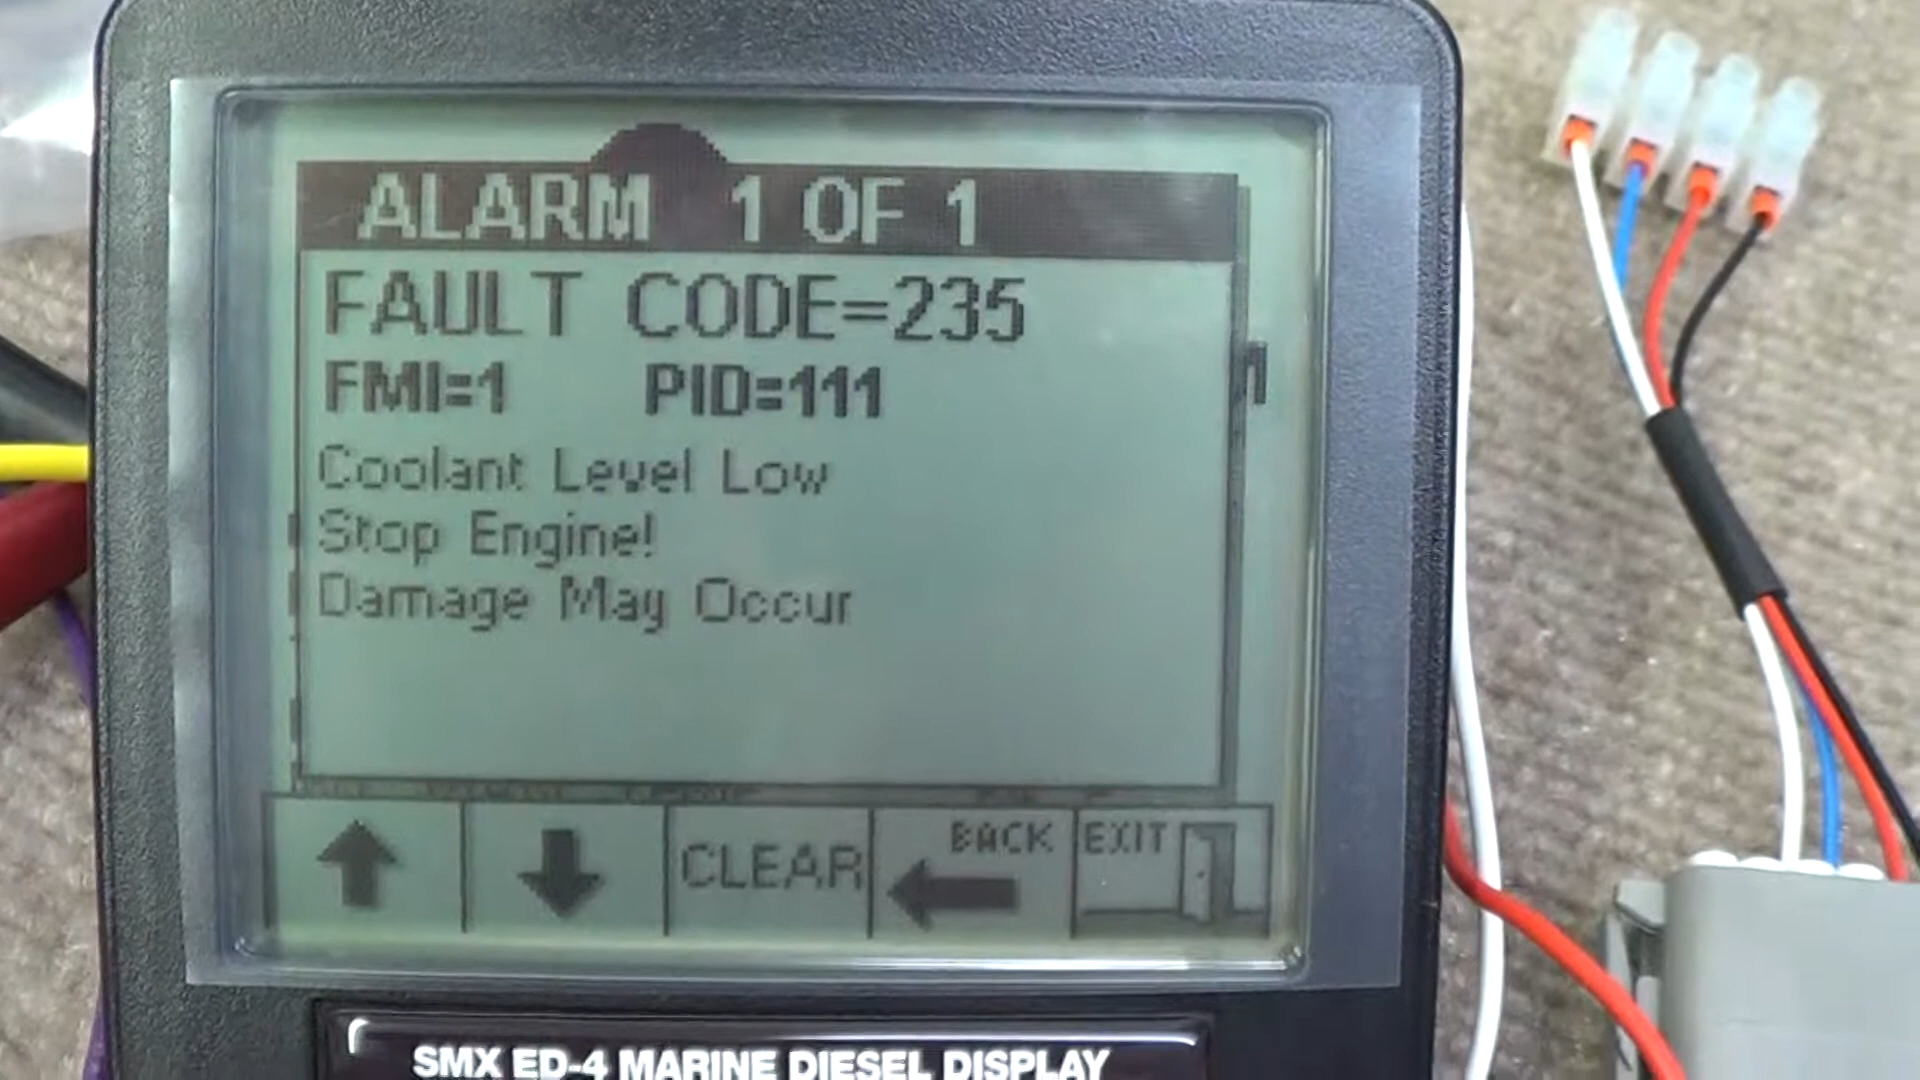 ALARM 1 OF 1
FAULT CODE=235
FMI=1 PID=111
Coolant Level Low
Stop Engine!
Damage May Occur
CLEAR BACK EXIT
SMX ED-4 MARINE DIESEL DISPLAY